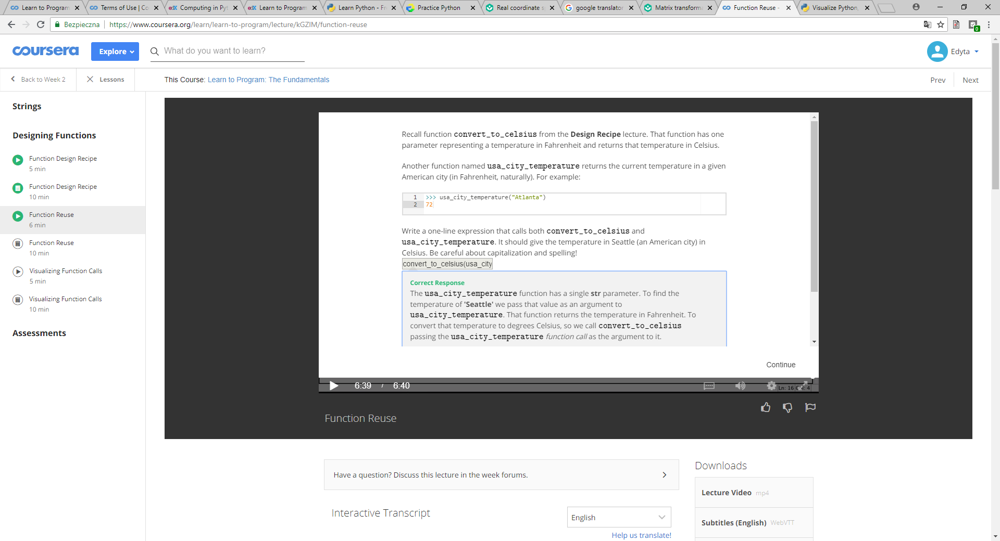 Learn to Program
Terms of Use | Co
edX Computing in Pyt
edX Learn to Program
Learn Python - Fr
Practice Python
Real coordinate s
google translator
Matrix transforma
Function Reuse -
Visualize Python,
Bezpieczna https://www.coursera.org/learn/learn-to-program/lecture/kGZIM/function-reuse
0
coursera
Explore
What do you want to learn?
Edyta
Back to Week 2
Lessons
This Course: Learn to Program: The Fundamentals
Prev
Next
Strings
Designing Functions
Function Design Recipe
5 min
Function Design Recipe
10 min
Function Reuse
6 min
Function Reuse
10 min
Visualizing Function Calls
5 min
Visualizing Function Calls
10 min
Assessments
Recall function convert_to_celsius from the Design Recipe lecture. That function has one
parameter representing a temperature in Fahrenheit and returns that temperature in Celsius.
Another function named usa_city_temperature returns the current temperature in a given
American city (in Fahrenheit, naturally). For example:
1 >>> usa_city_temperature("Atlanta")
2 72
Write a one-line expression that calls both convert_to_celsius and
usa_city_temperature. It should give the temperature in Seattle (an American city) in
Celsius. Be careful about capitalization and spelling!
convert_to_celsius(usa_city
Correct Response
The usa_city_temperature function has a single str parameter. To find the
temperature of 'Seattle' we pass that value as an argument to
usa_city_temperature. That function returns the temperature in Fahrenheit. To
convert that temperature to degrees Celsius, so we call convert_to_celsius
passing the usa_city_temperature function call as the argument to it.
Continue
6:39 / 6:40
Ln: 16 Col: 4
Function Reuse
Have a question? Discuss this lecture in the week forums.
Interactive Transcript
English
Help us translate!
Downloads
Lecture Video mp4
Subtitles (English) WebVTT